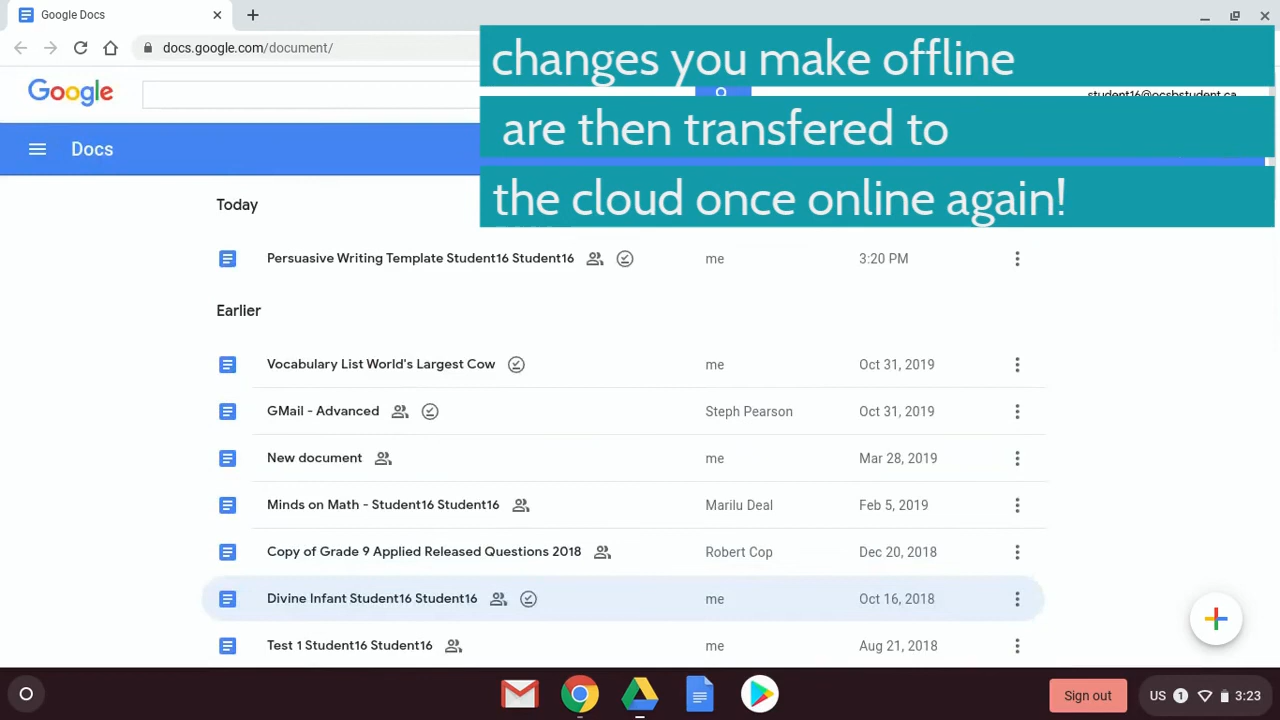 Google Docs
docs.google.com/document/
changes you make offline
Google
student16@ocsbstudent.ca
are then transfered to
Docs
the cloud once online again!
Today
Persuasive Writing Template Student16 Student16 me 3:20 PM
Earlier
Vocabulary List World's Largest Cow me Oct 31, 2019
GMail - Advanced Steph Pearson Oct 31, 2019
New document me Mar 28, 2019
Minds on Math - Student16 Student16 Marilu Deal Feb 5, 2019
Copy of Grade 9 Applied Released Questions 2018 Robert Cop Dec 20, 2018
Divine Infant Student16 Student16 me Oct 16, 2018
Test 1 Student16 Student16 me Aug 21, 2018
Sign out US 1 3:23